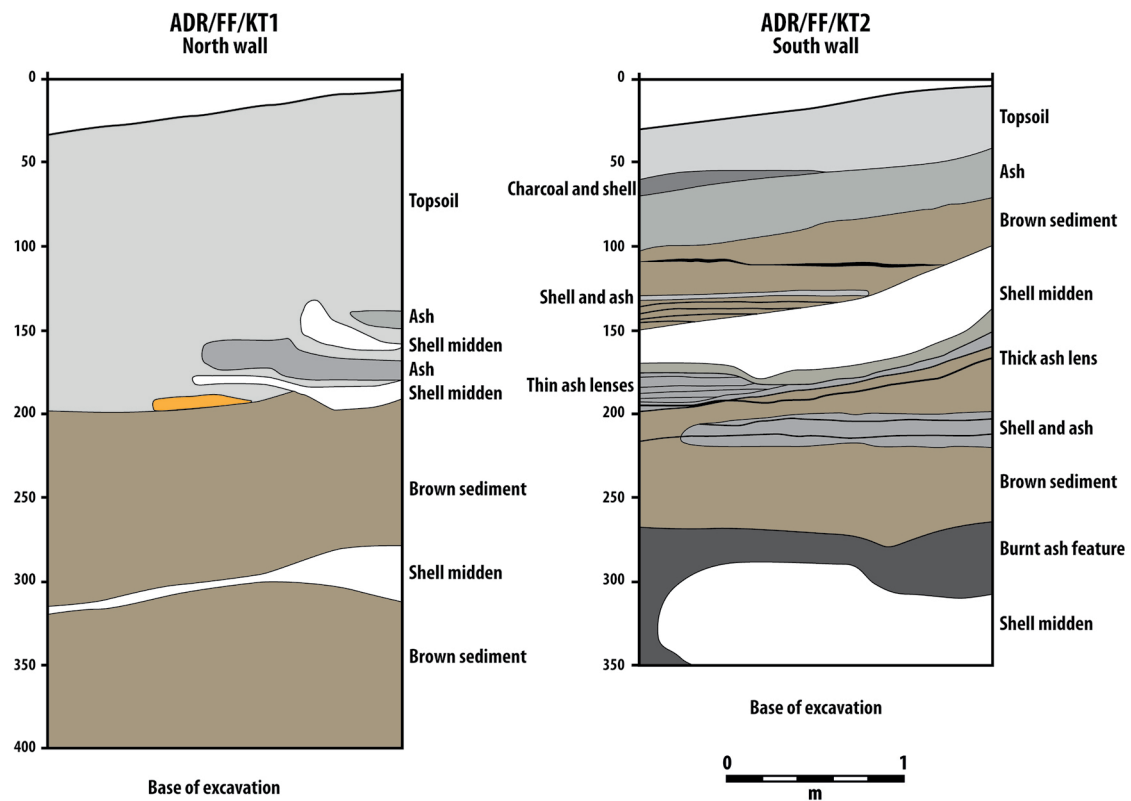 ADR/FF/KT1
North wall
0
50
100
150
200
250
300
350
400
Topsoil
Ash
Shell midden
Ash
Shell midden
Brown sediment
Shell midden
Brown sediment
Base of excavation
ADR/FF/KT2
South wall
0
50
100
150
200
250
300
350
Charcoal and shell
Shell and ash
Thin ash lenses
Topsoil
Ash
Brown sediment
Shell midden
Thick ash lens
Shell and ash
Brown sediment
Burnt ash feature
Shell midden
Base of excavation
0 1
m